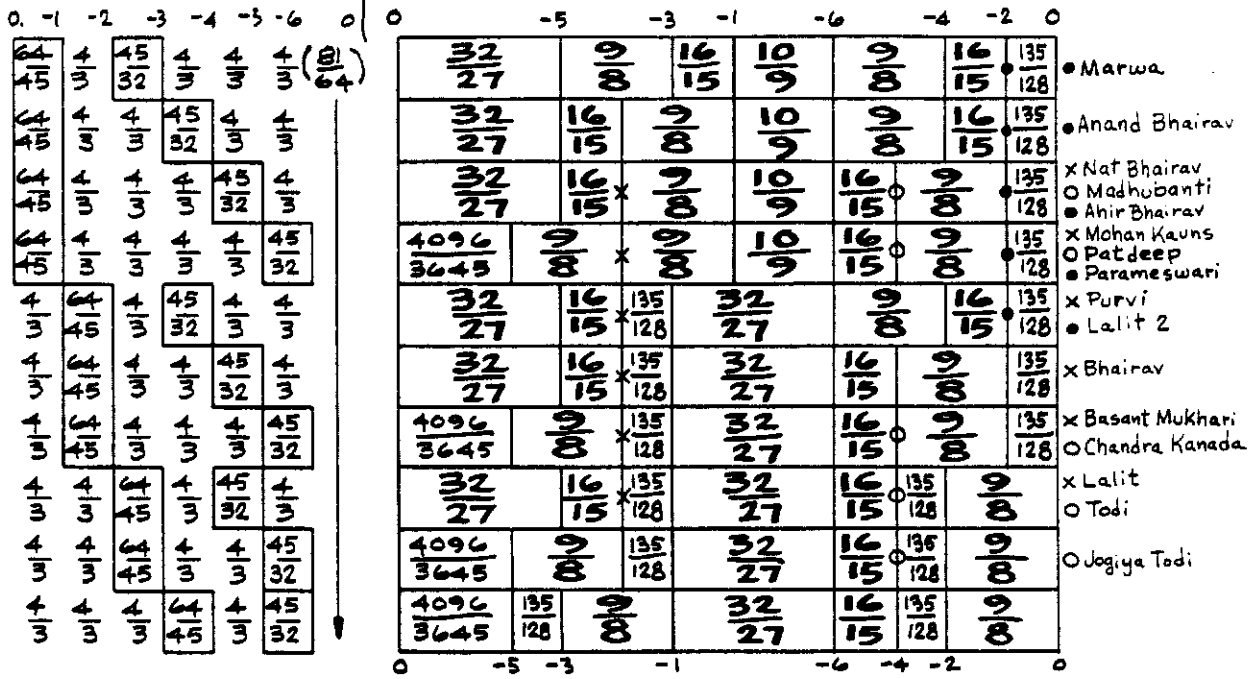 0. -1 -2 -3 -4 -5 -6 0 0 -5 -3 -1 -4 -2 0
64/45 4/3 45/32 4/3 4/3 4/3 (81/64) 32/27 9/8 16/15 10/9 9/8 16/15 135/128 • Marwa
64/45 4/3 4/3 45/32 4/3 4/3 32/27 16/15 9/8 10/9 9/8 16/15 135/128 • Anand Bhairav
64/45 4/3 4/3 4/3 45/32 4/3 32/27 16/15 x 9/8 10/9 16/15 O 9/8 • 135/128 x Nat Bhairav
O Madhubanti
• Ahir Bhairav
64/45 4/3 4/3 4/3 4/3 45/32 4096/3645 9/8 x 9/8 10/9 16/15 O 9/8 • 135/128 x Mohan Kauns
O Patdeep
• Parameswari
4/3 64/45 4/3 45/32 4/3 4/3 32/27 16/15 x 135/128 32/27 9/8 16/15 • 135/128 x Purvi
• Lalit 2
4/3 64/45 4/3 4/3 45/32 4/3 32/27 16/15 x 135/128 32/27 16/15 9/8 135/128 x Bhairav
4/3 64/45 4/3 4/3 4/3 45/32 4096/3645 9/8 x 135/128 32/27 16/15 O 9/8 135/128 x Basant Mukhari
O Chandra Kanada
4/3 4/3 64/45 4/3 45/32 4/3 32/27 16/15 x 135/128 32/27 16/15 O 135/128 9/8 x Lalit
O Todi
4/3 4/3 64/45 4/3 4/3 45/32 4096/3645 9/8 135/128 32/27 16/15 O 135/128 9/8 O Jogiya Todi
4/3 4/3 4/3 64/45 4/3 45/32 4096/3645 135/128 9/8 32/27 16/15 135/128 9/8
0 -5 -3 -1 -6 -4 -2 0